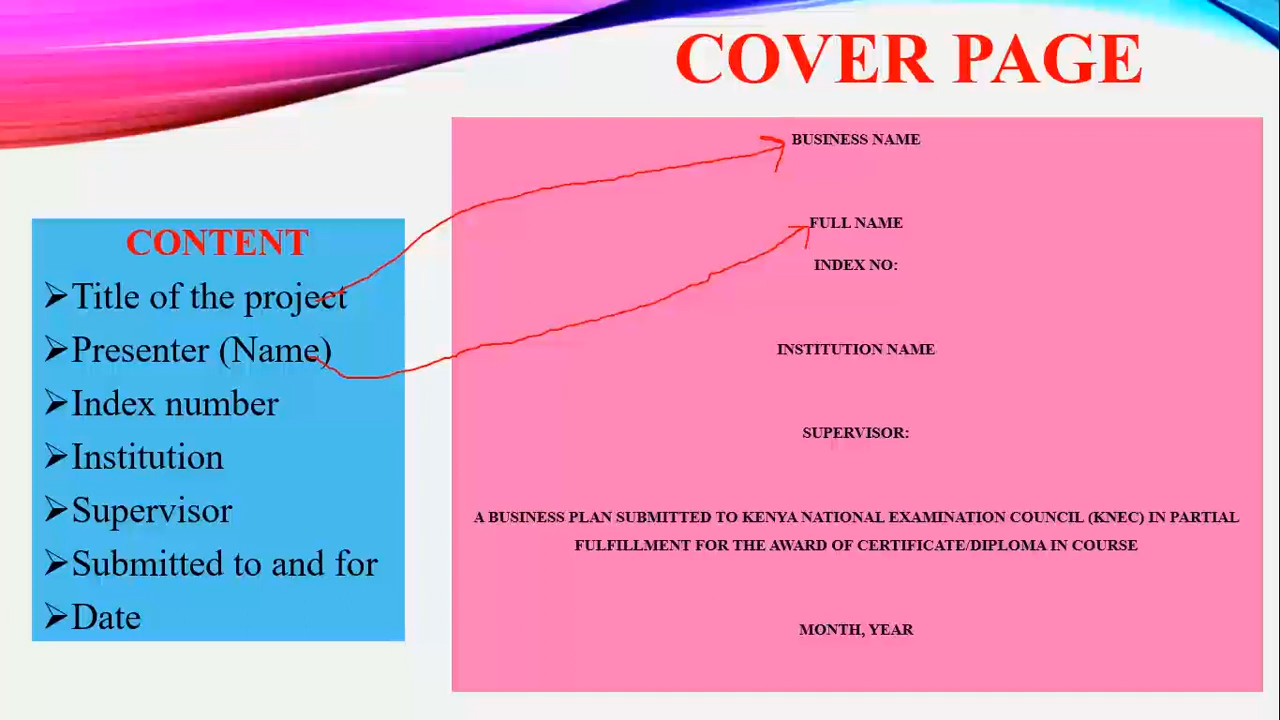 COVER PAGE
CONTENT
➢Title of the project
➢Presenter (Name)
➢Index number
➢Institution
➢Supervisor
➢Submitted to and for
➢Date
BUSINESS NAME
FULL NAME
INDEX NO:
INSTITUTION NAME
SUPERVISOR:
A BUSINESS PLAN SUBMITTED TO KENYA NATIONAL EXAMINATION COUNCIL (KNEC) IN PARTIAL
FULFILLMENT FOR THE AWARD OF CERTIFICATE/DIPLOMA IN COURSE
MONTH, YEAR